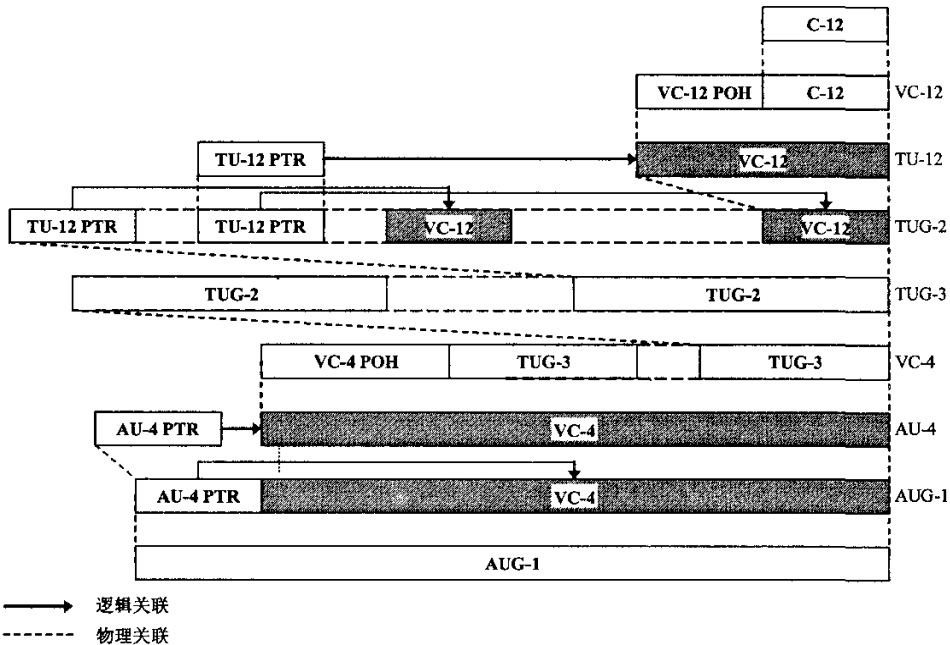 C-12
VC-12 POH C-12 VC-12
TU-12 PTR VC-12 TU-12
TU-12 PTR TU-12 PTR VC-12 VC-12 TUG-2
TUG-2 TUG-2 TUG-3
VC-4 POH TUG-3 TUG-3 VC-4
AU-4 PTR VC-4 AU-4
AU-4 PTR VC-4 AUG-1
AUG-1
逻辑关联
物理关联